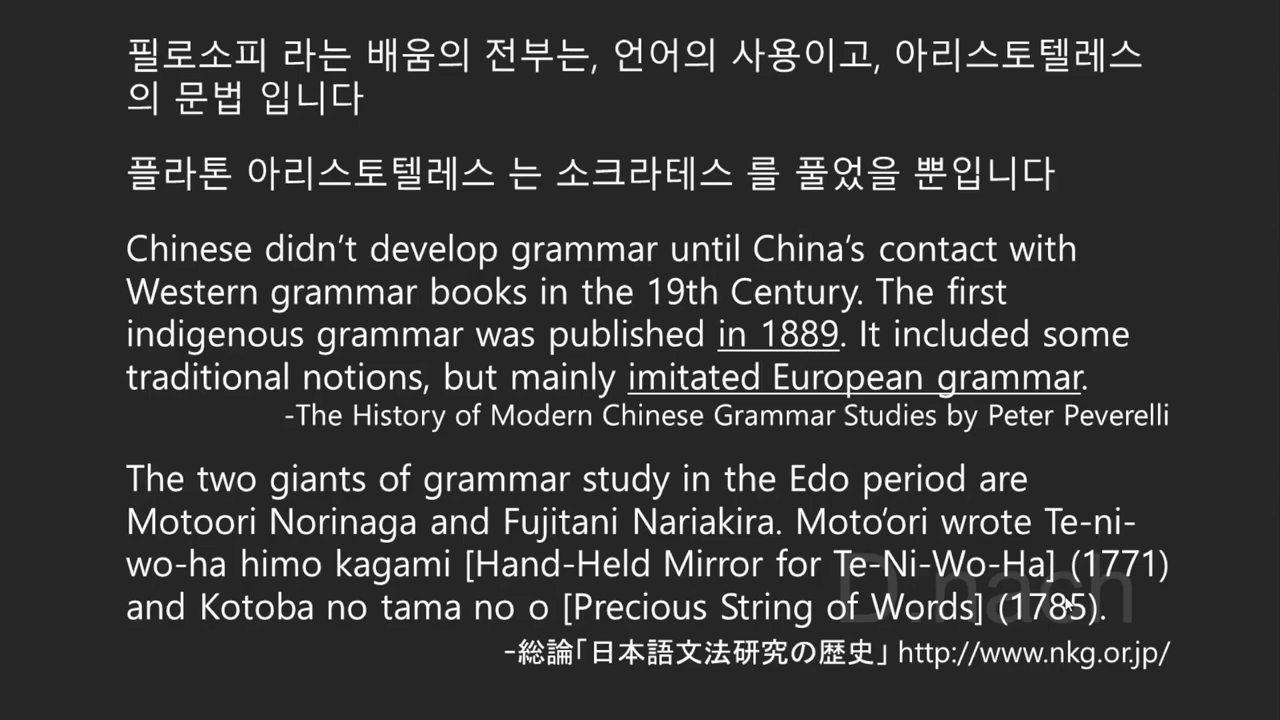 필로소피 라는 배움의 전부는, 언어의 사용이고, 아리스토텔레스
의 문법 입니다
플라톤 아리스토텔레스 는 소크라테스 를 풀었을 뿐입니다
Chinese didn’t develop grammar until China’s contact with
Western grammar books in the 19th Century. The first
indigenous grammar was published in 1889. It included some
traditional notions, but mainly imitated European grammar.
-The History of Modern Chinese Grammar Studies by Peter Peverelli
The two giants of grammar study in the Edo period are
Motoori Norinaga and Fujitani Nariakira. Moto’ori wrote Te-ni-
wo-ha himo kagami [Hand-Held Mirror for Te-Ni-Wo-Ha] (1771)
and Kotoba no tama no o [Precious String of Words] (1785).
-総論「日本語文法研究の歴史」 http://www.nkg.or.jp/